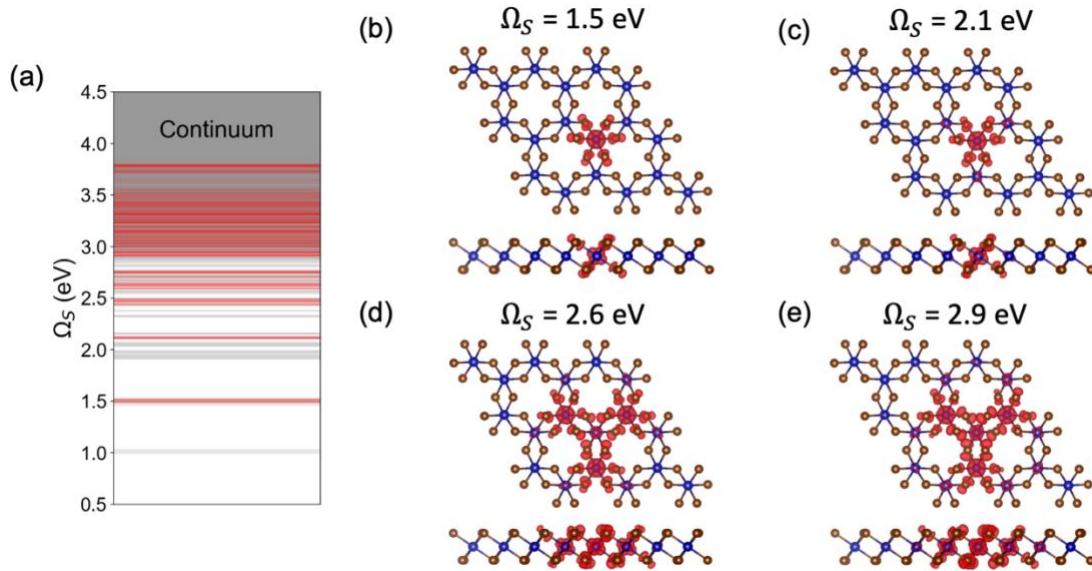 (a)
4.5
4.0
3.5
3.0
2.5
2.0
1.5
1.0
0.5
Ω_S (eV)
Continuum
(b)
Ω_S = 1.5 eV
(c)
Ω_S = 2.1 eV
(d)
Ω_S = 2.6 eV
(e)
Ω_S = 2.9 eV